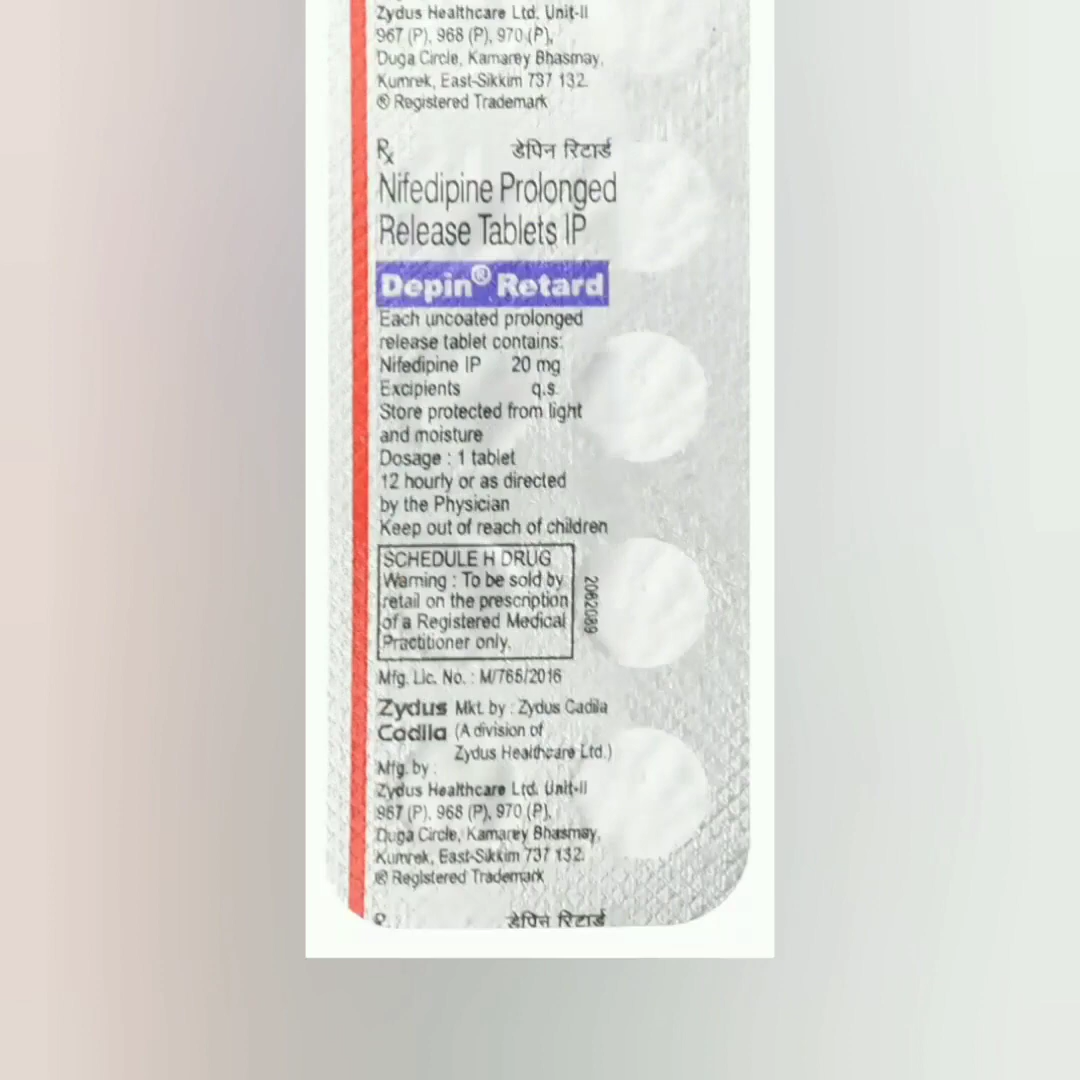 Zydus Healthcare Ltd. Unit-II
967 (P), 968 (P), 970 (P),
Duga Circle, Kamarey Bhasmay,
Kumrek, East-Sikkim 737 132.
® Registered Trademark
Rx डेपिन रिटार्ड
Nifedipine Prolonged
Release Tablets IP
Depin® Retard
Each uncoated prolonged
release tablet contains:
Nifedipine IP 20 mg
Excipients q.s.
Store protected from light
and moisture
Dosage : 1 tablet
12 hourly or as directed
by the Physician
Keep out of reach of children
SCHEDULE H DRUG
Warning : To be sold by
retail on the prescription
of a Registered Medical
Practitioner only.
2062089
Mfg. Lic. No. : M/765/2016
Zydus Mkt. by : Zydus Cadila
Cadila (A division of
Zydus Healthcare Ltd.)
Mfg. by :
Zydus Healthcare Ltd. Unit-II
967 (P), 968 (P), 970 (P),
Duga Circle, Kamarey Bhasmay,
Kumrek, East-Sikkim 737 132.
® Registered Trademark
डेपिन रिटार्ड